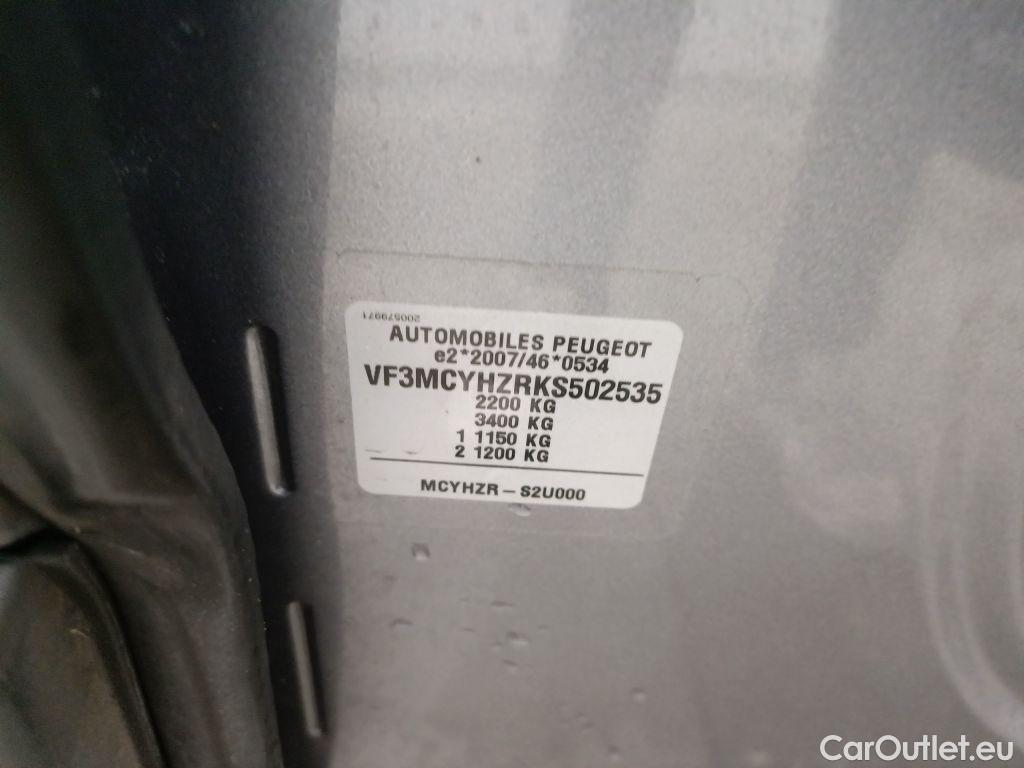 200579971
AUTOMOBILES PEUGEOT
e2*2007/46*0534
VF3MCYHZRKS502535
2200 KG
3400 KG
1 1150 KG
2 1200 KG
MCYHZR – S2U000
CarOutlet.eu